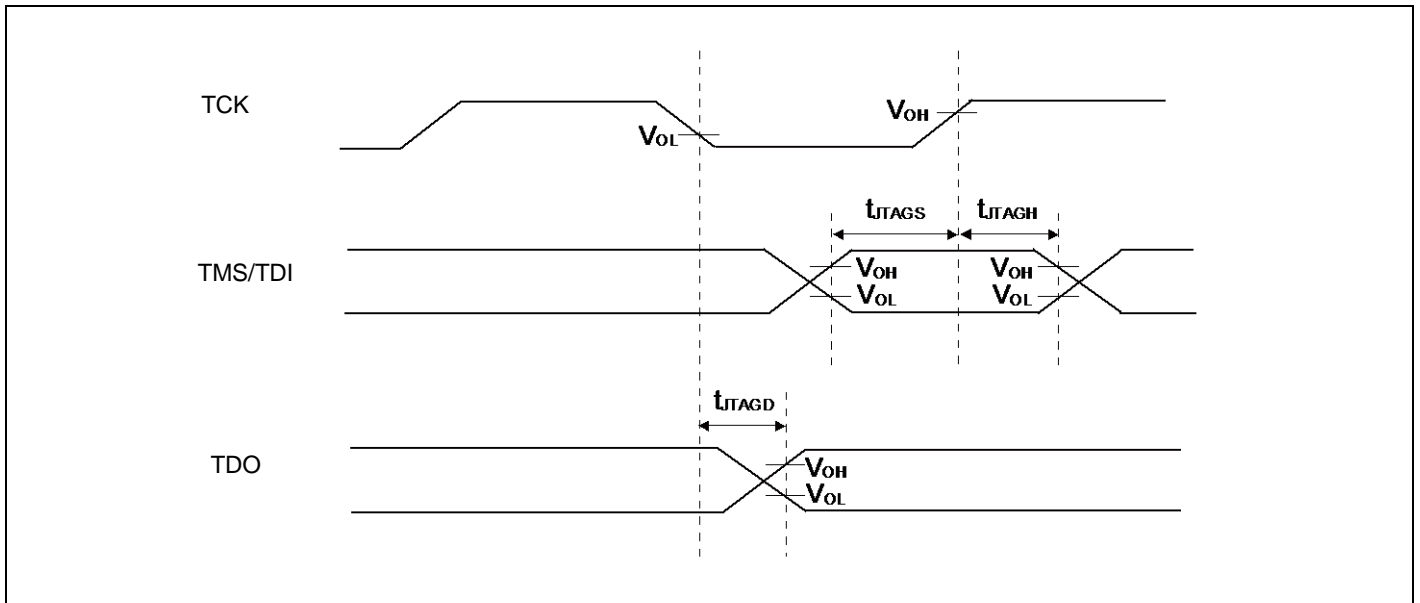 TCK
VOL
VOH
tJTAGS
tJTAGH
TMS/TDI
VOH
VOH
VOL
VOL
tJTAGD
TDO
VOH
VOL